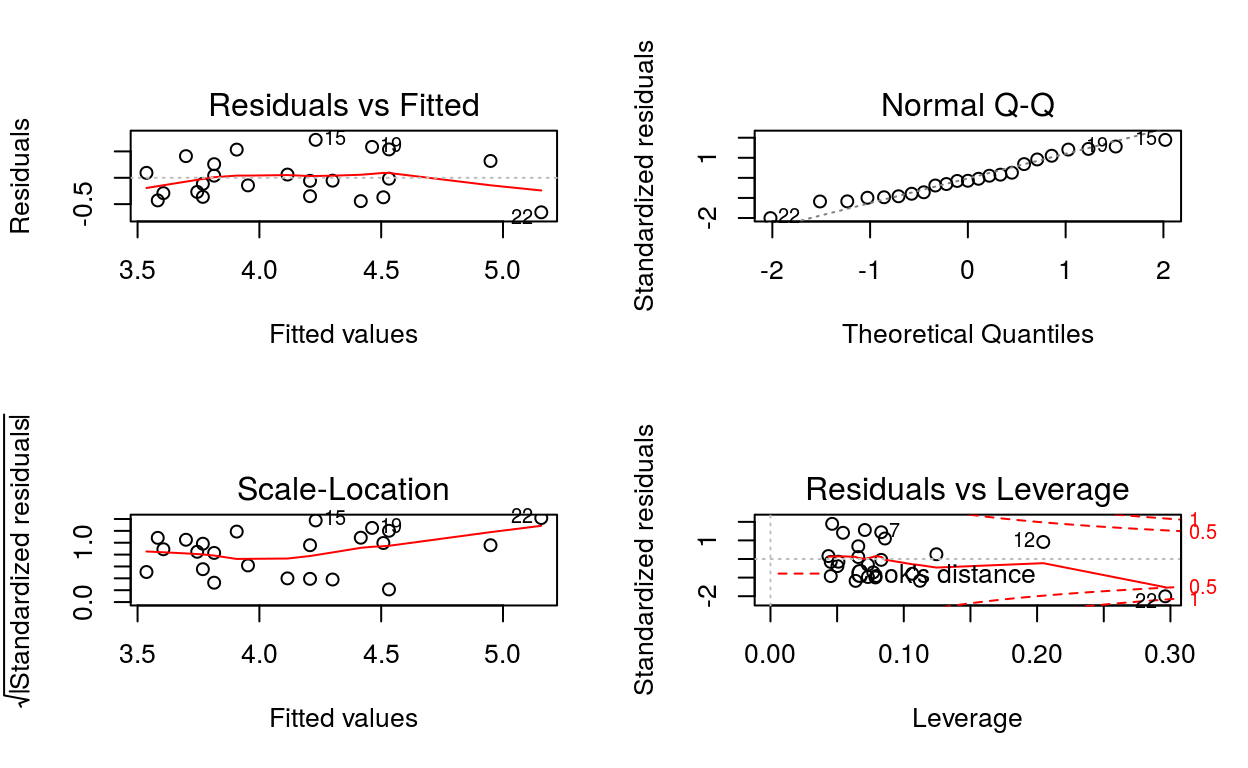 Residuals vs Fitted
Residuals
-0.5
15
19
22
3.5 4.0 4.5 5.0
Fitted values
Normal Q-Q
Standardized residuals
1
-2
22
19
15
-2 -1 0 1 2
Theoretical Quantiles
Scale-Location
√|Standardized residuals|
1.0
0.0
15
19
22
3.5 4.0 4.5 5.0
Fitted values
Residuals vs Leverage
Standardized residuals
1
-2
7
12
22
Cook's distance
1
0.5
0.5
1
0.00 0.10 0.20 0.30
Leverage